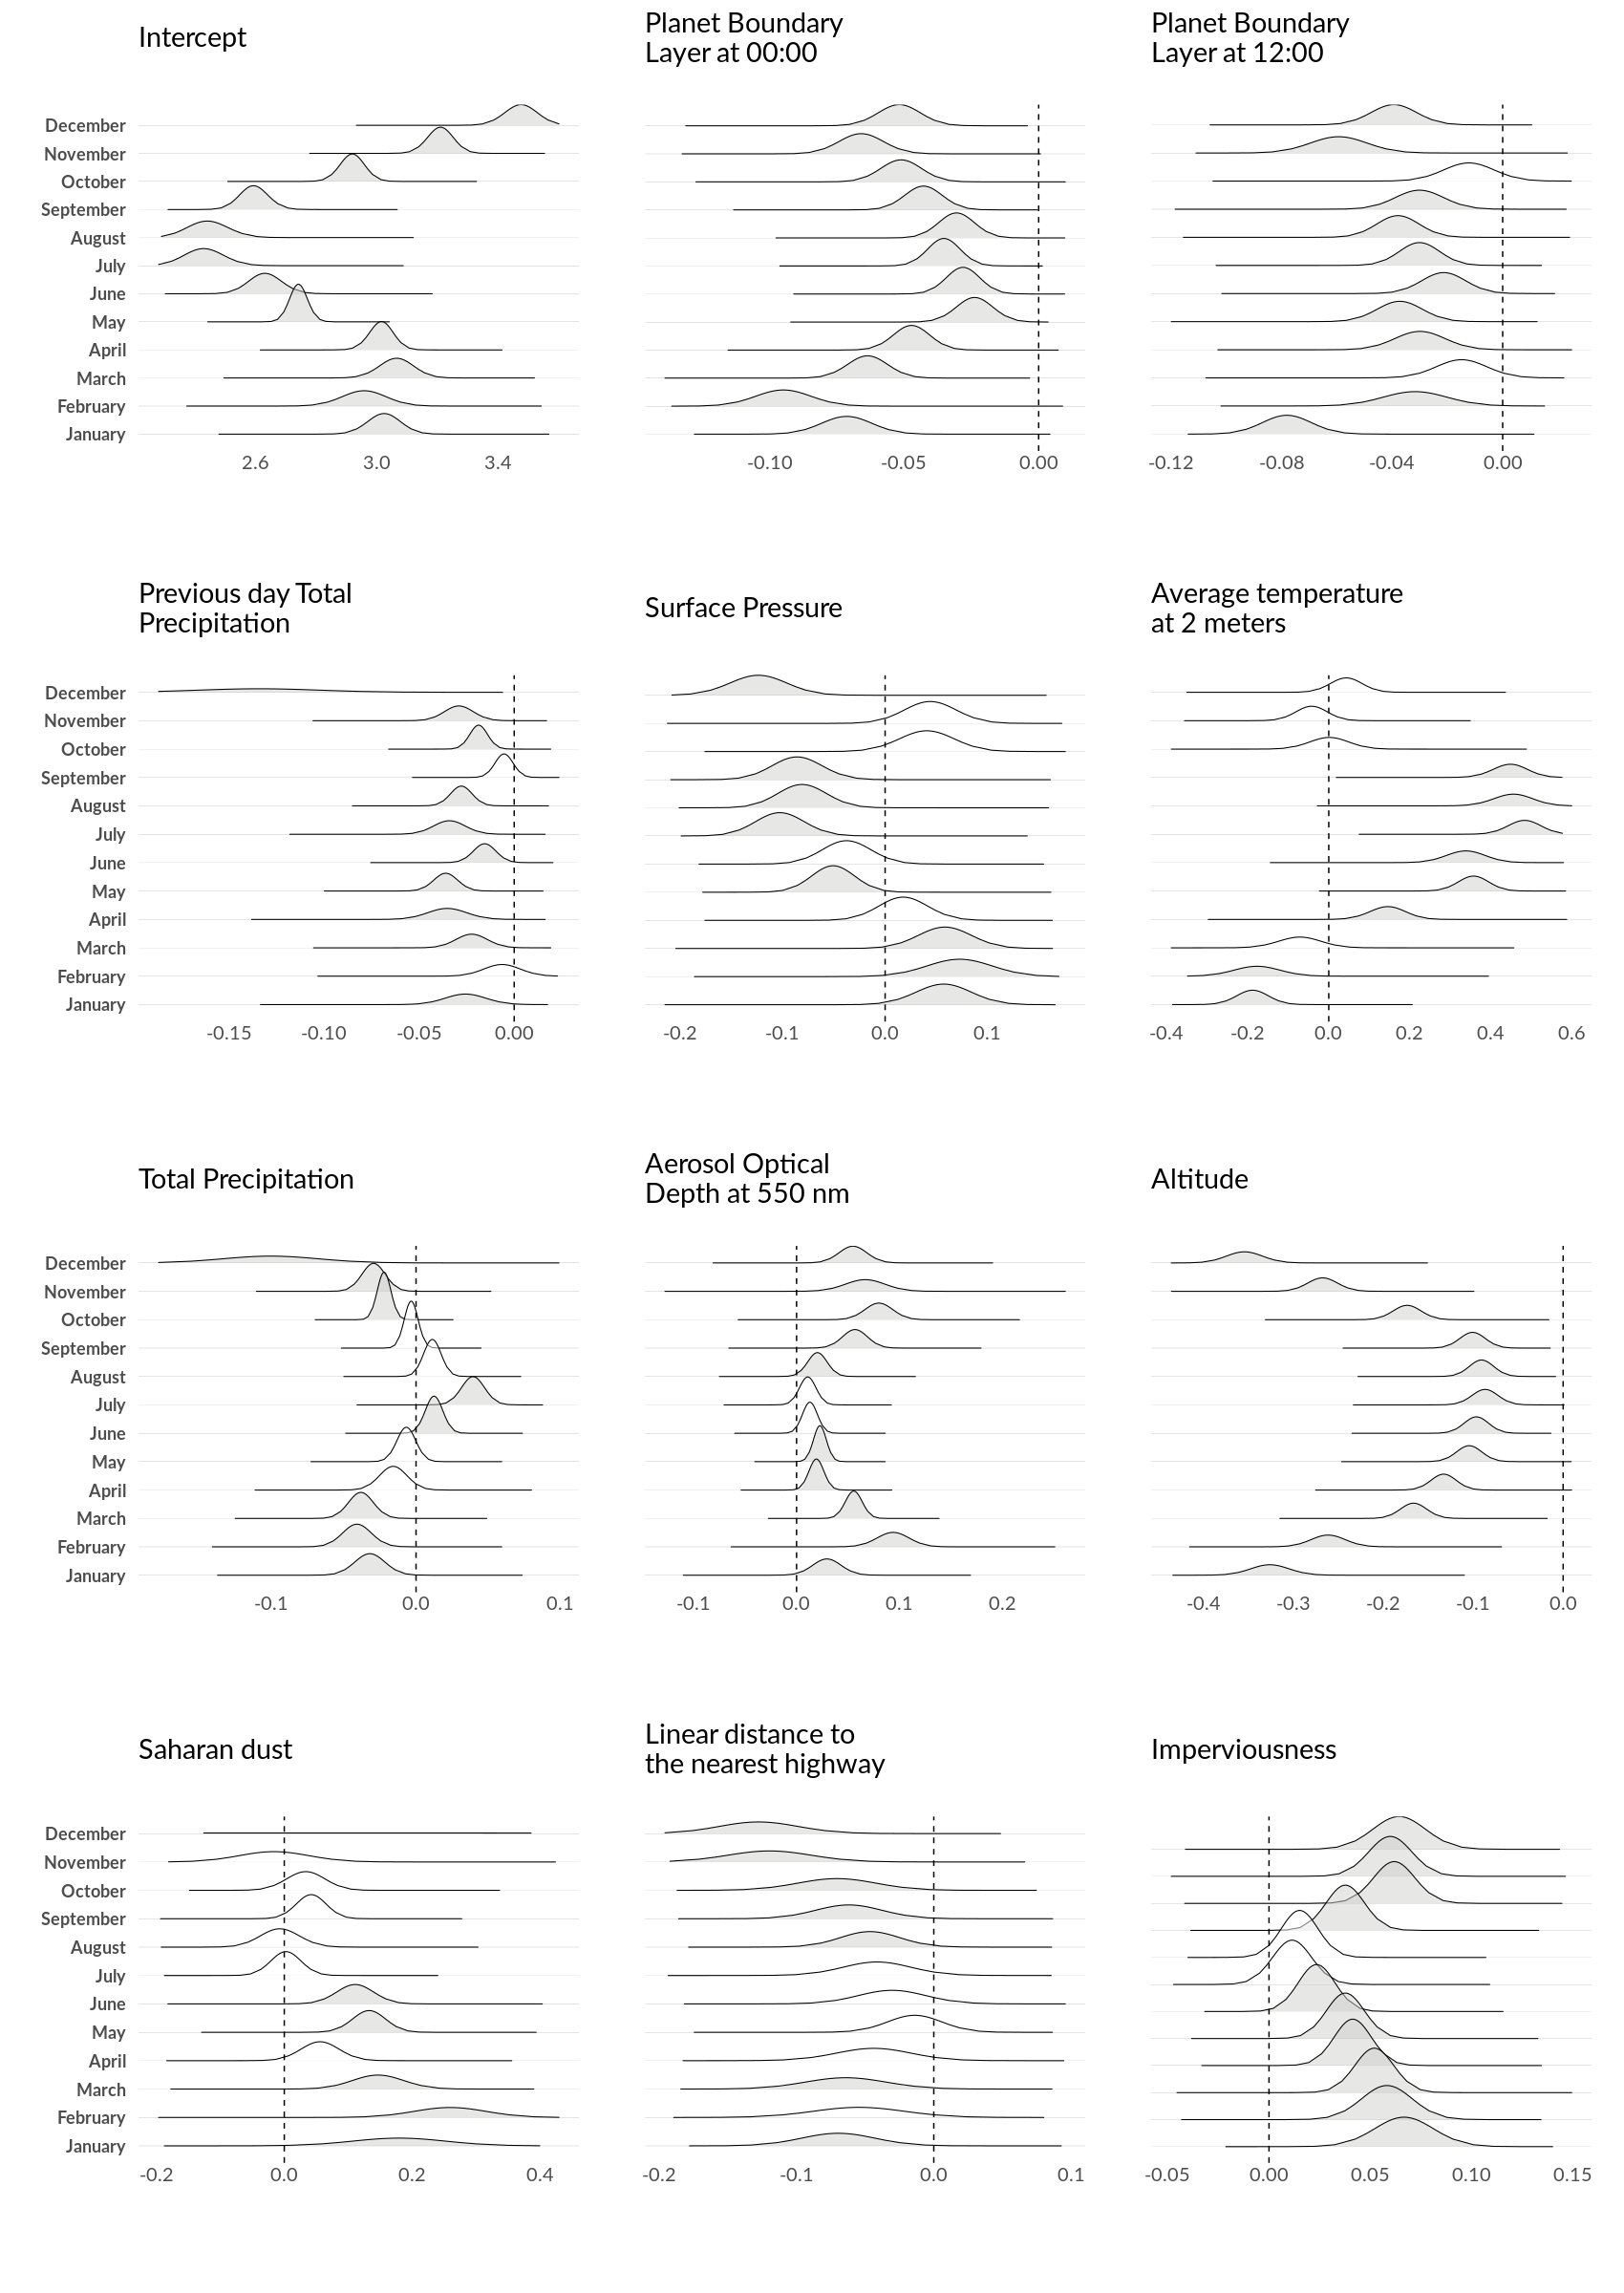 Intercept
Planet Boundary
Layer at 00:00
Planet Boundary
Layer at 12:00
December
November
October
September
August
July
June
May
April
March
February
January
2.6 3.0 3.4
-0.10 -0.05 0.00
-0.12 -0.08 -0.04 0.00
Previous day Total
Precipitation
Surface Pressure
Average temperature
at 2 meters
December
November
October
September
August
July
June
May
April
March
February
January
-0.15 -0.10 -0.05 0.00
-0.2 -0.1 0.0 0.1
-0.4 -0.2 0.0 0.2 0.4 0.6
Total Precipitation
Aerosol Optical
Depth at 550 nm
Altitude
December
November
October
September
August
July
June
May
April
March
February
January
-0.1 0.0 0.1
-0.1 0.0 0.1 0.2
-0.4 -0.3 -0.2 -0.1 0.0
Saharan dust
Linear distance to
the nearest highway
Imperviousness
December
November
October
September
August
July
June
May
April
March
February
January
-0.2 0.0 0.2 0.4
-0.2 -0.1 0.0 0.1
-0.05 0.00 0.05 0.10 0.15